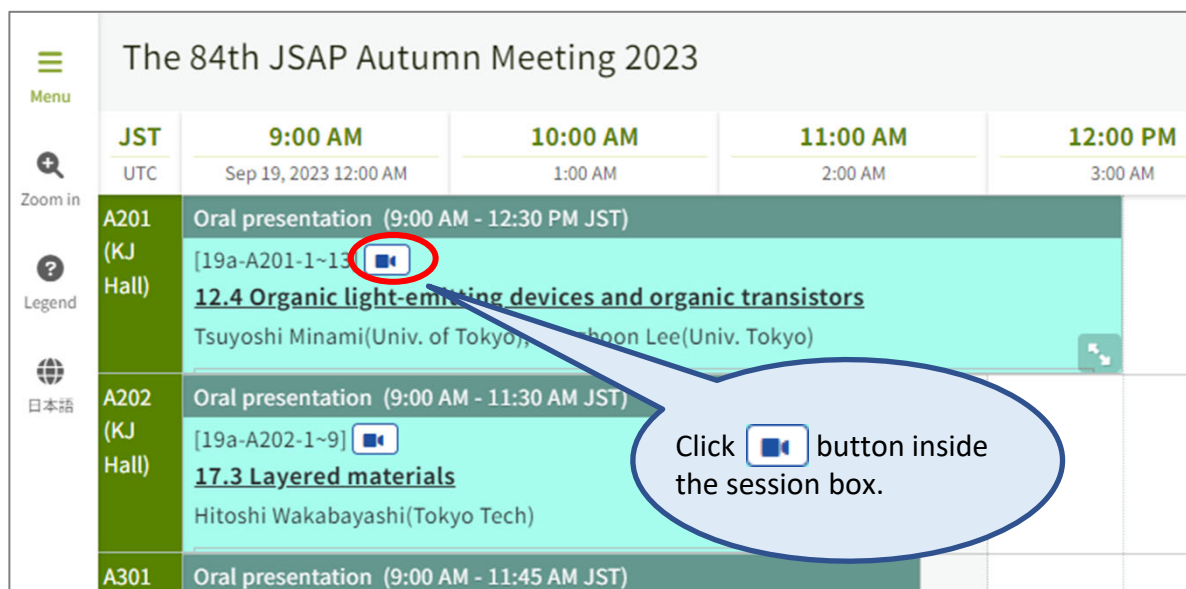 The 84th JSAP Autumn Meeting 2023
Menu
JST 9:00 AM 10:00 AM 11:00 AM 12:00 PM
UTC Sep 19, 2023 12:00 AM 1:00 AM 2:00 AM 3:00 AM
Zoom in
Legend
日本語
A201
(KJ
Hall)
Oral presentation (9:00 AM - 12:30 PM JST)
[19a-A201-1~13]
12.4 Organic light-emitting devices and organic transistors
Tsuyoshi Minami(Univ. of Tokyo), hoon Lee(Univ. Tokyo)
A202
(KJ
Hall)
Oral presentation (9:00 AM - 11:30 AM JST)
[19a-A202-1~9]
17.3 Layered materials
Hitoshi Wakabayashi(Tokyo Tech)
Click button inside
the session box.
A301
Oral presentation (9:00 AM - 11:45 AM JST)